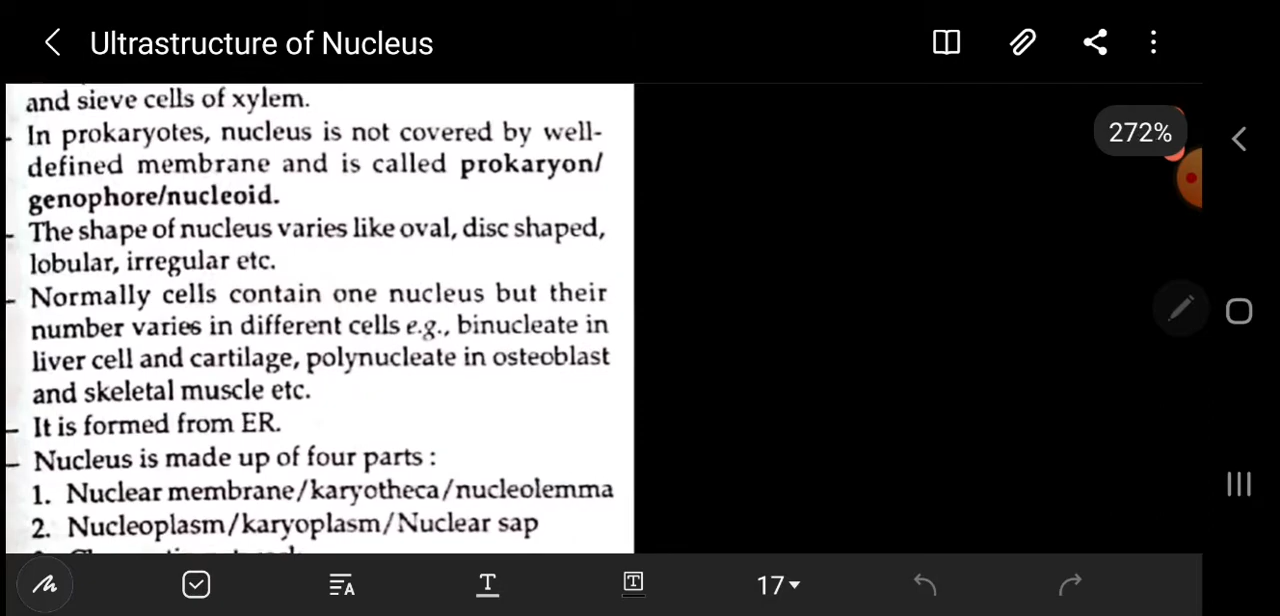 Ultrastructure of Nucleus
and sieve cells of xylem.
272%
- In prokaryotes, nucleus is not covered by well-
defined membrane and is called prokaryon/
genophore/nucleoid.
- The shape of nucleus varies like oval, disc shaped,
lobular, irregular etc.
- Normally cells contain one nucleus but their
number varies in different cells e.g., binucleate in
liver cell and cartilage, polynucleate in osteoblast
and skeletal muscle etc.
- It is formed from ER.
- Nucleus is made up of four parts :
1. Nuclear membrane/karyotheca/nucleolemma
2. Nucleoplasm/karyoplasm/Nuclear sap
17